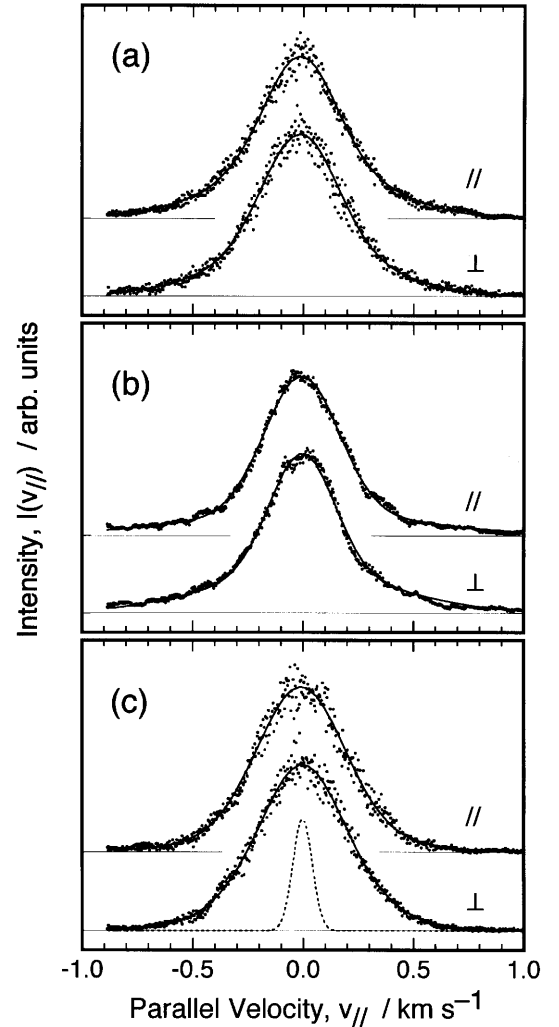 (a)
//
⊥
(b)
//
⊥
(c)
//
⊥
Intensity, I(v//) / arb. units
-1.0 -0.5 0.0 0.5 1.0
Parallel Velocity, v// / km s−1